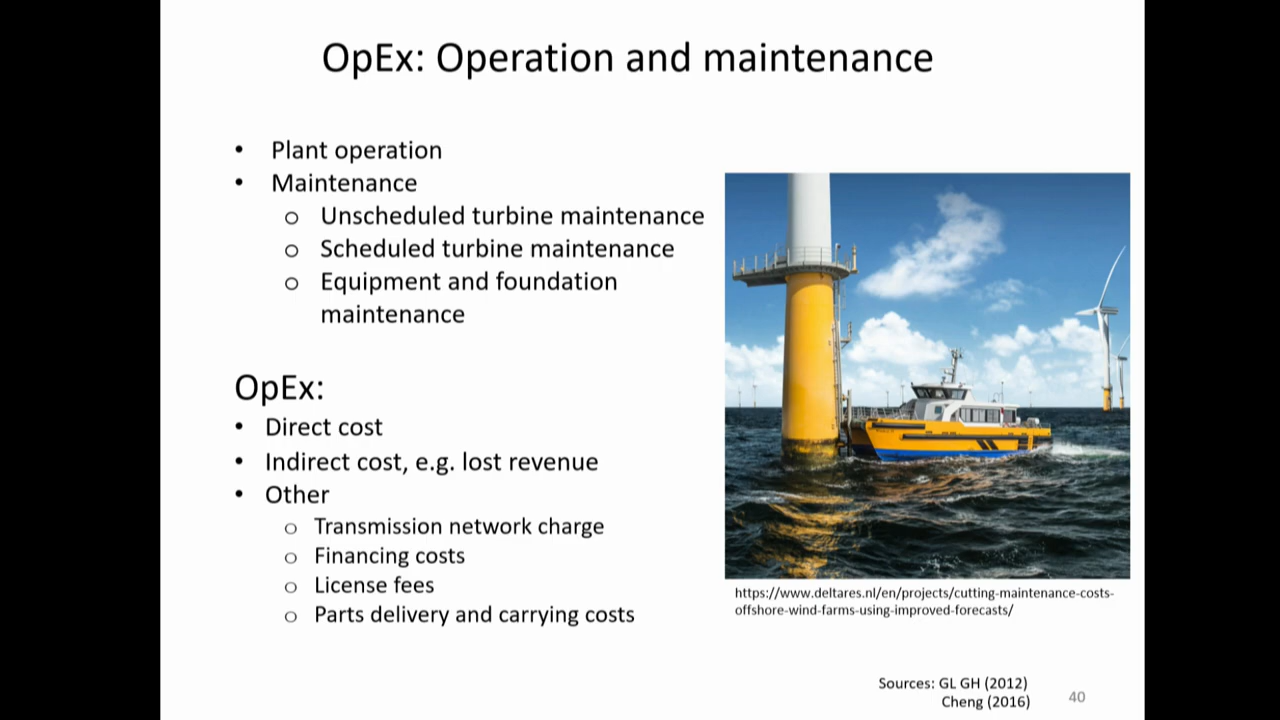 OpEx: Operation and maintenance
• Plant operation
• Maintenance
o Unscheduled turbine maintenance
o Scheduled turbine maintenance
o Equipment and foundation
maintenance
OpEx:
• Direct cost
• Indirect cost, e.g. lost revenue
• Other
o Transmission network charge
o Financing costs
o License fees
o Parts delivery and carrying costs
https://www.deltares.nl/en/projects/cutting-maintenance-costs-
offshore-wind-farms-using-improved-forecasts/
Sources: GL GH (2012)
Cheng (2016)
40